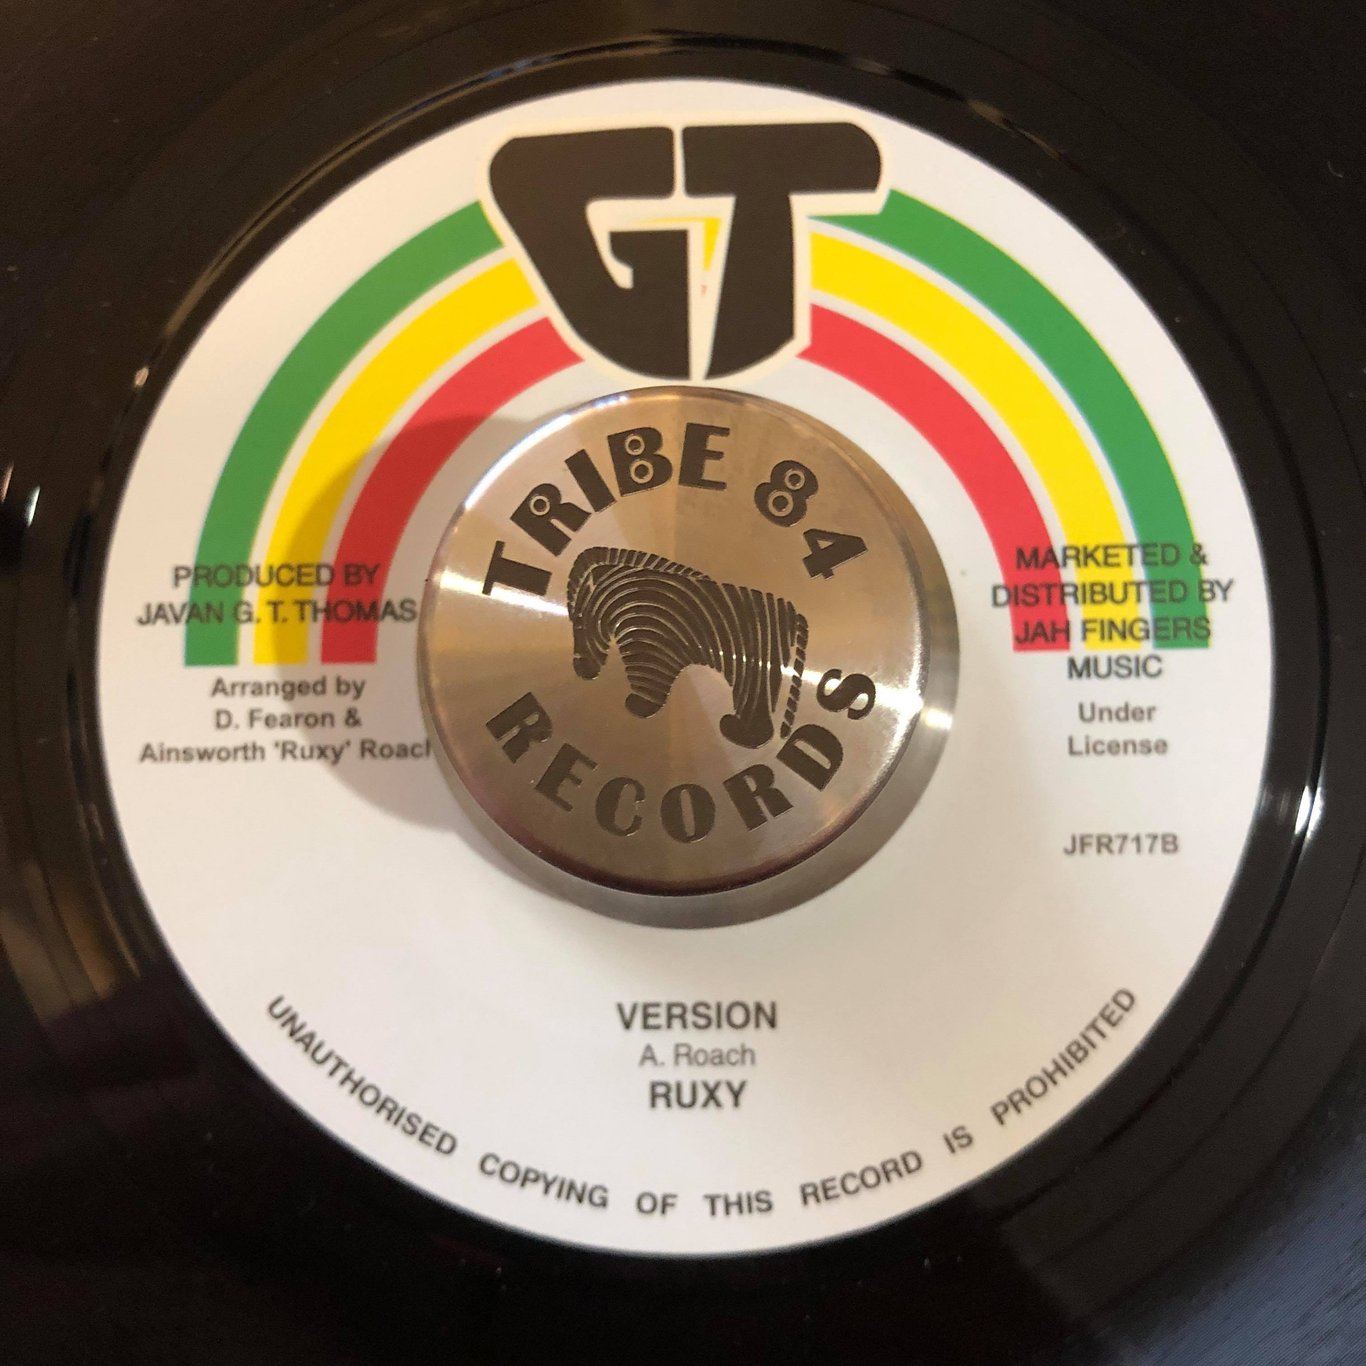 GT
TRIBE 84
RECORDS
PRODUCED BY
JAVAN G. T. THOMAS
Arranged by
D. Fearon &
Ainsworth 'Ruxy' Roach
MARKETED &
DISTRIBUTED BY
JAH FINGERS
MUSIC
Under
License
JFR717B
VERSION
A. Roach
RUXY
UNAUTHORISED COPYING OF THIS RECORD IS PROHIBITED